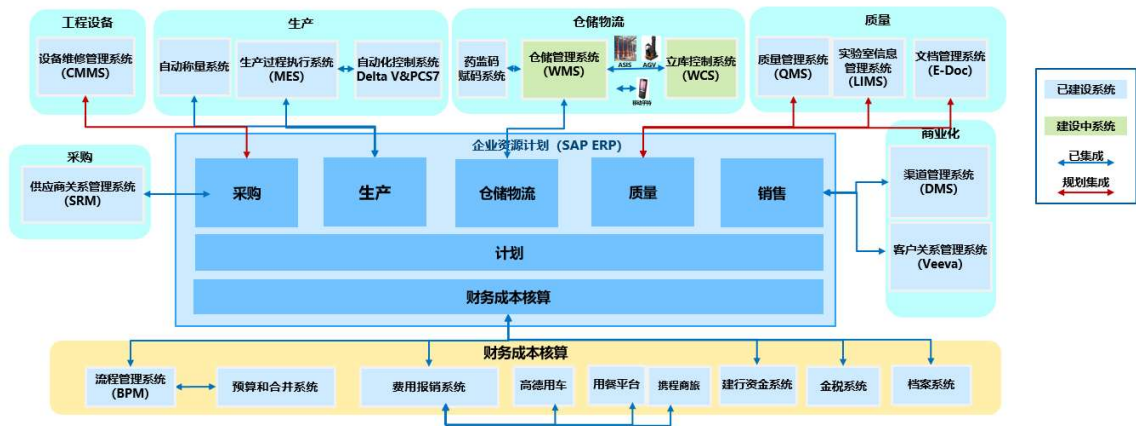 工程设备
设备维修管理系统
(CMMS)
生产
自动称量系统
生产过程执行系统
(MES)
自动化控制系统
Delta V&PCS7
仓储物流
药监码
赋码系统
仓储管理系统
(WMS)
ASIS
AGV
移动手持
立库控制系统
(WCS)
质量
质量管理系统
(QMS)
实验室信息
管理系统
(LIMS)
文档管理系统
(E-Doc)
已建设系统
建设中系统
已集成
规划集成
采购
供应商关系管理系统
(SRM)
企业资源计划（SAP ERP）
采购
生产
仓储物流
质量
销售
计划
财务成本核算
商业化
渠道管理系统
(DMS)
客户关系管理系统
(Veeva)
财务成本核算
流程管理系统
(BPM)
预算和合并系统
费用报销系统
高德用车
用餐平台
携程商旅
建行资金系统
金税系统
档案系统